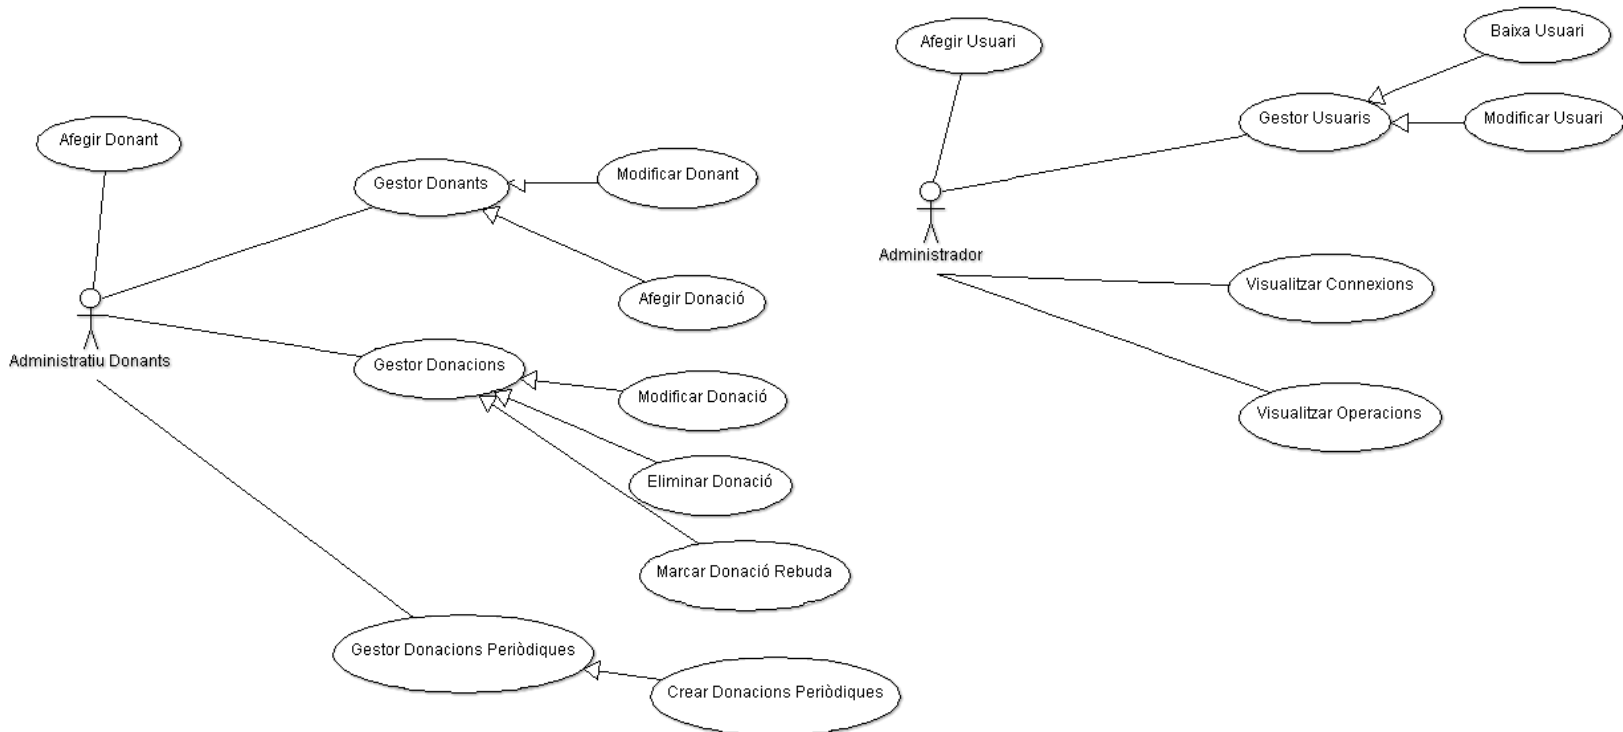 Afegir Donant
Gestor Donants
Modificar Donant
Afegir Donació
Administratiu Donants
Gestor Donacions
Modificar Donació
Eliminar Donació
Marcar Donació Rebuda
Gestor Donacions Periòdiques
Crear Donacions Periòdiques
Afegir Usuari
Baixa Usuari
Gestor Usuaris
Modificar Usuari
Administrador
Visualitzar Connexions
Visualitzar Operacions